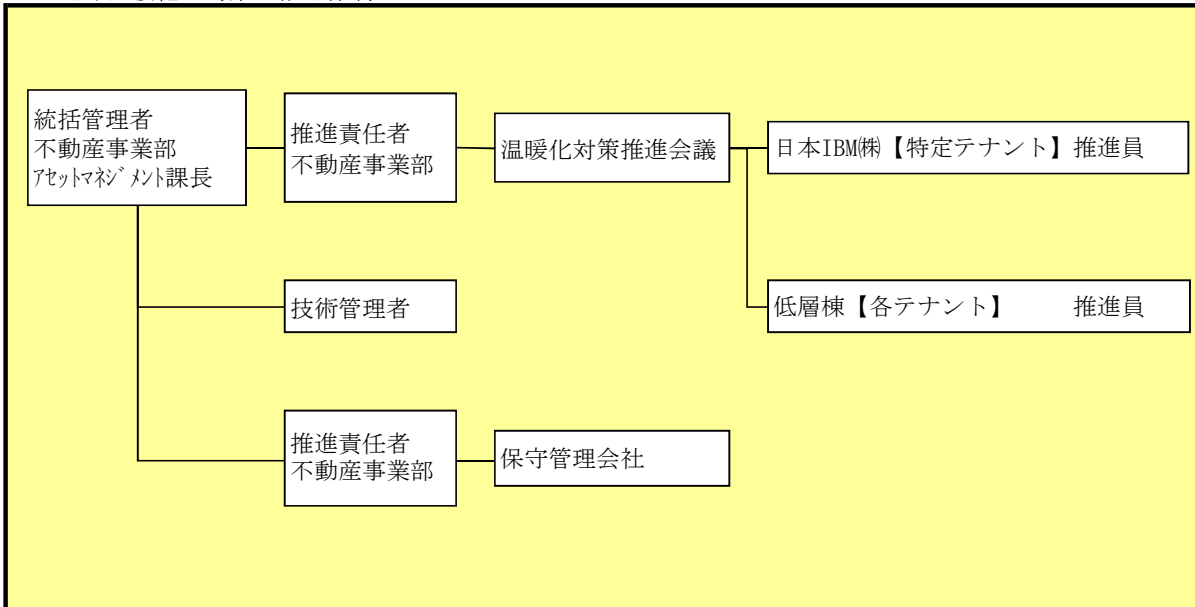 統括管理者
不動産事業部
ｱｾｯﾄﾏﾈｼﾞﾒﾝﾄ課長
推進責任者
不動産事業部
温暖化対策推進会議
日本IBM㈱【特定テナント】推進員
技術管理者
低層棟【各テナント】　　　推進員
推進責任者
不動産事業部
保守管理会社